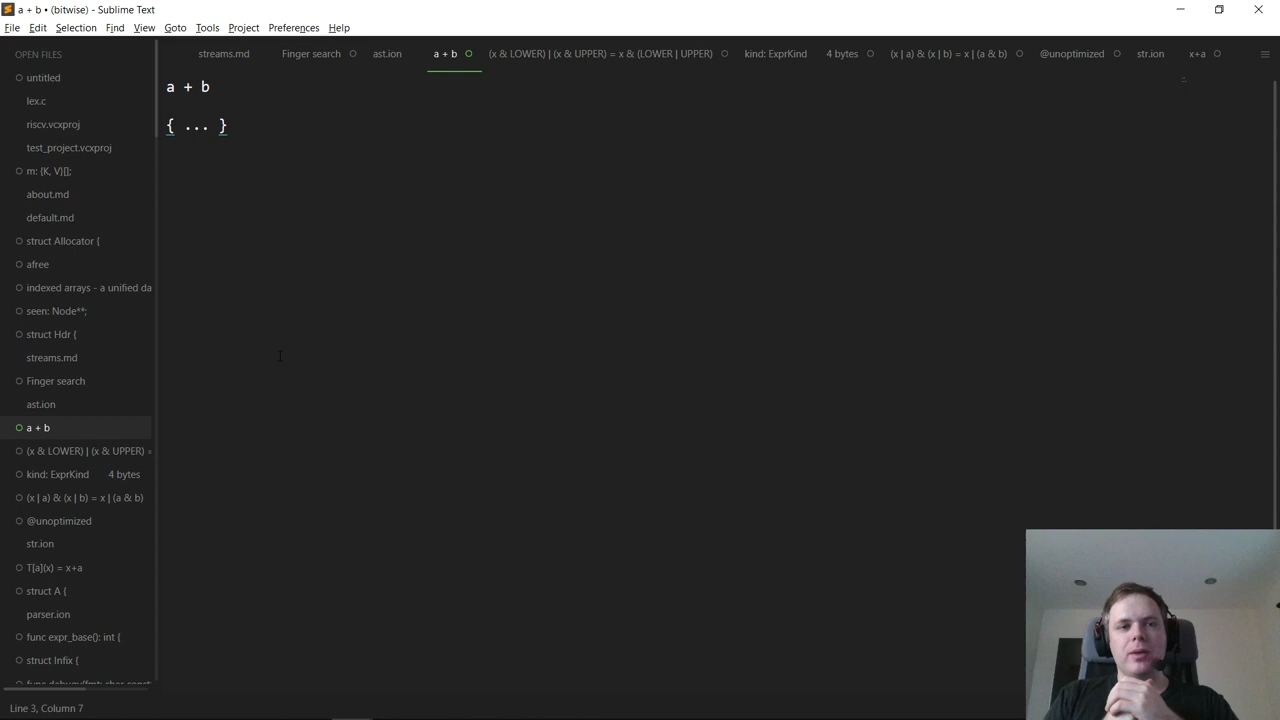 a + b • (bitwise) - Sublime Text
File Edit Selection Find View Goto Tools Project Preferences Help
OPEN FILES
streams.md Finger search ast.ion a + b (x & LOWER) | (x & UPPER) = x & (LOWER | UPPER) kind: ExprKind 4 bytes (x | a) & (x | b) = x | (a & b) @unoptimized str.ion x+a
untitled
lex.c
riscv.vcxproj
test_project.vcxproj
m: {K, V}[];
about.md
default.md
struct Allocator {
afree
indexed arrays - a unified da
seen: Node**;
struct Hdr {
streams.md
Finger search
ast.ion
a + b
(x & LOWER) | (x & UPPER) =
kind: ExprKind 4 bytes
(x | a) & (x | b) = x | (a & b)
@unoptimized
str.ion
T[a](x) = x+a
struct A {
parser.ion
func expr_base(): int {
struct Infix {
a + b
{ ... }
Line 3, Column 7